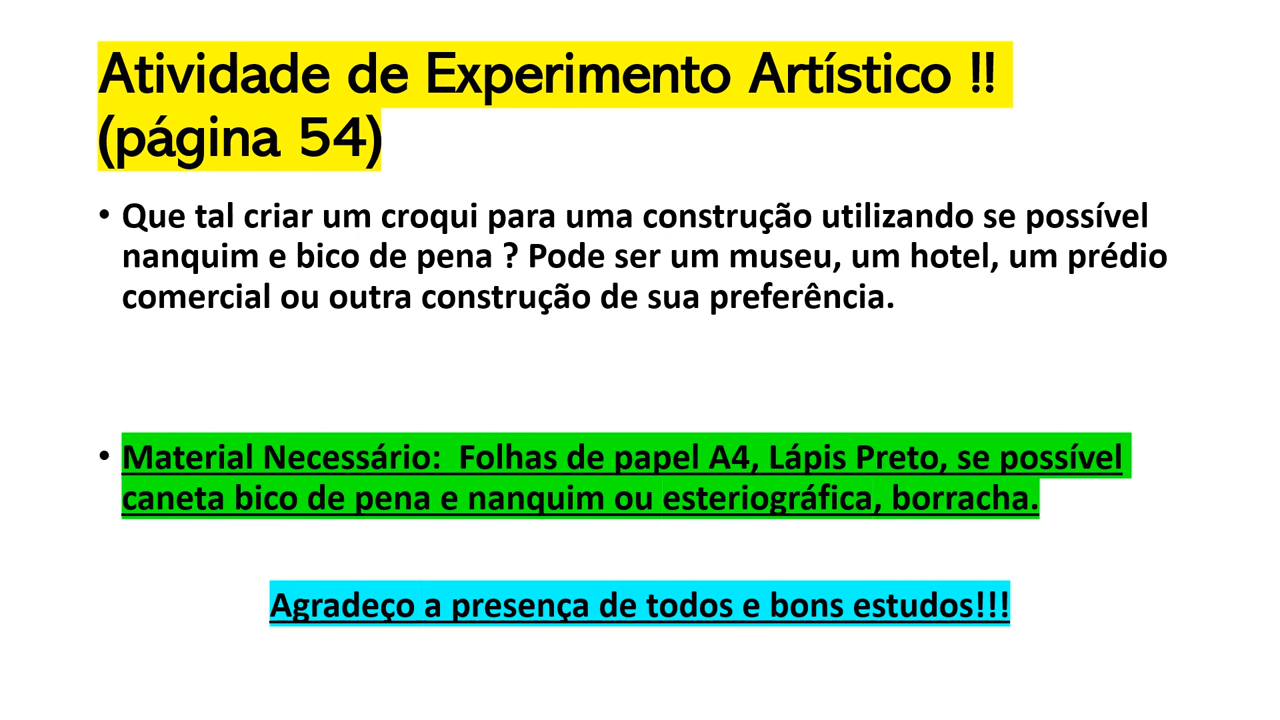 Atividade de Experimento Artístico !!
(página 54)
• Que tal criar um croqui para uma construção utilizando se possível
nanquim e bico de pena ? Pode ser um museu, um hotel, um prédio
comercial ou outra construção de sua preferência.
• Material Necessário:  Folhas de papel A4, Lápis Preto, se possível
caneta bico de pena e nanquim ou esteriográfica, borracha.
Agradeço a presença de todos e bons estudos!!!